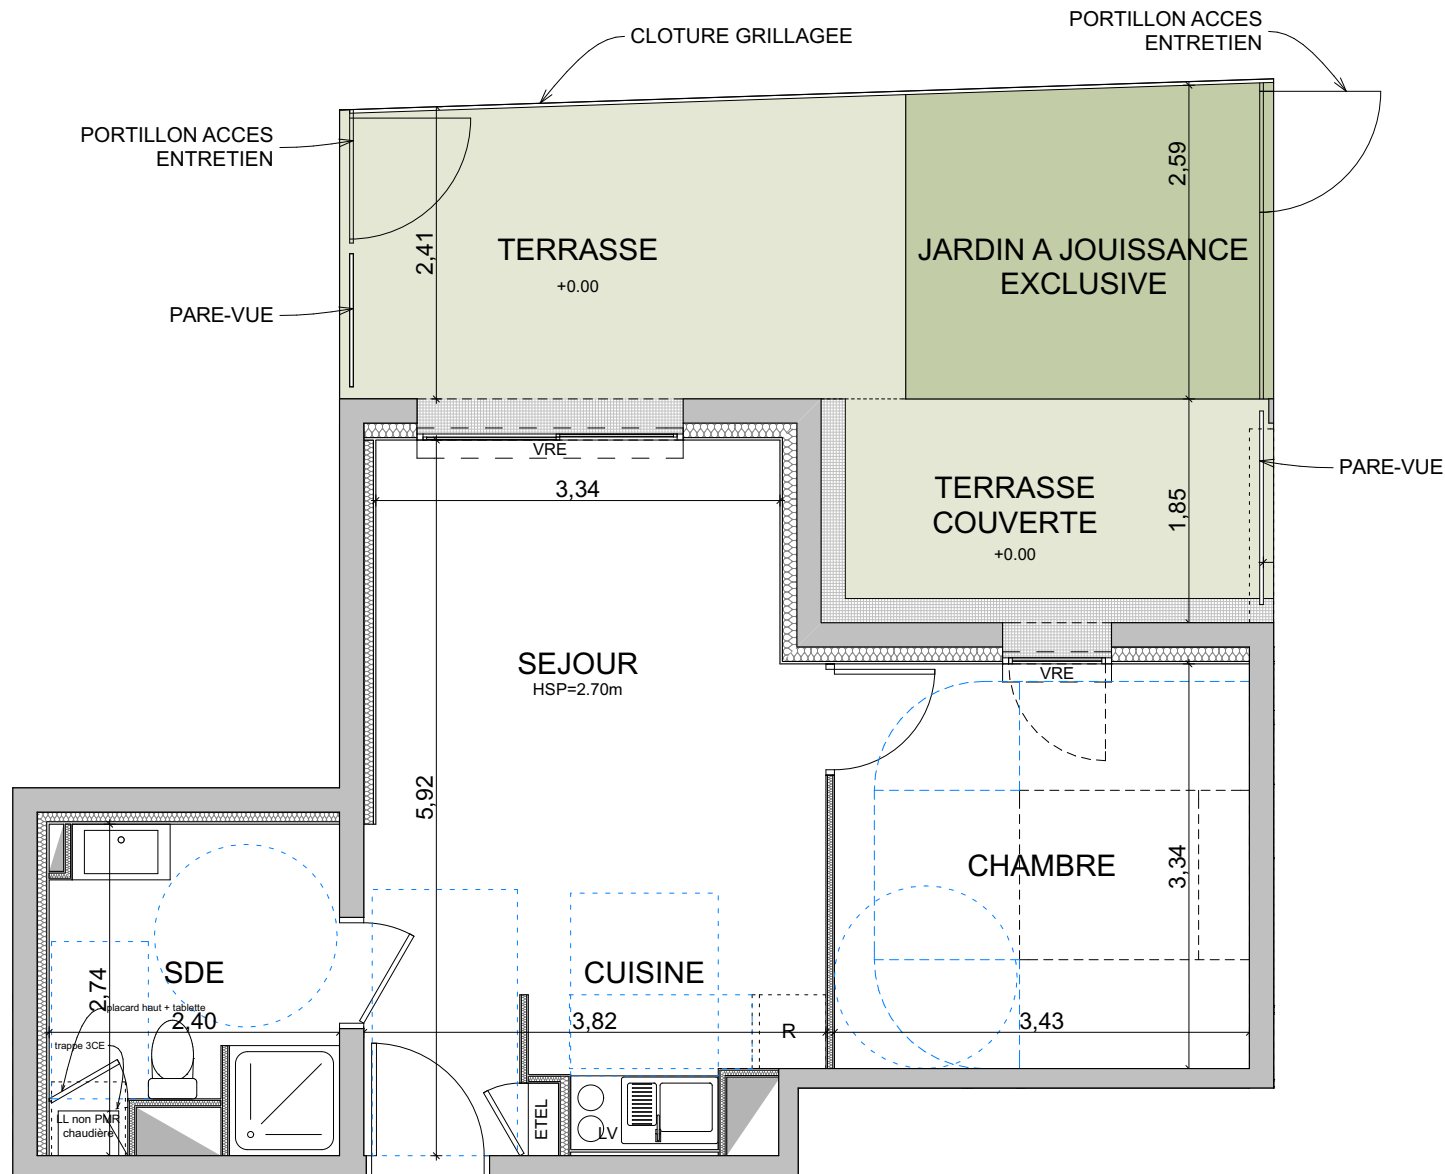 PORTILLON ACCES
ENTRETIEN
CLOTURE GRILLAGEE
PORTILLON ACCES
ENTRETIEN
2,59
2,41
TERRASSE
+0.00
JARDIN A JOUISSANCE
EXCLUSIVE
PARE-VUE
VRE
3,34
TERRASSE
COUVERTE
+0.00
1,85
PARE-VUE
SEJOUR
HSP=2.70m
VRE
5,92
CHAMBRE
3,34
SDE
CUISINE
2,74
placard haut + tablette
2,40
3,82
R
3,43
trappe 3CE
LL non PMR
chaudière
ETEL
LV